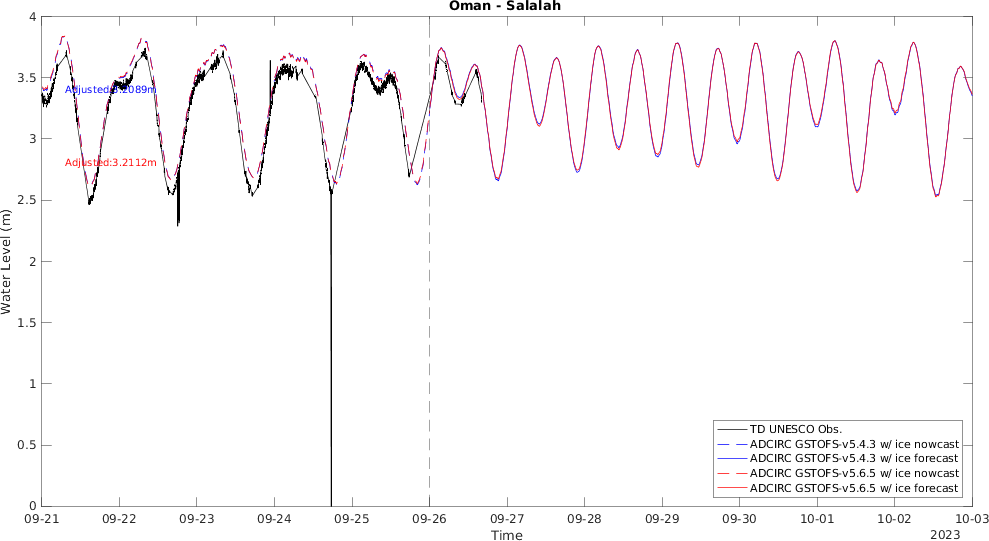 Oman - Salalah
4
3.5
3
2.5
2
1.5
1
0.5
0
Water Level (m)
Adjusted:3.2089m
Adjusted:3.2112m
TD UNESCO Obs.
ADCIRC GSTOFS-v5.4.3 w/ ice nowcast
ADCIRC GSTOFS-v5.4.3 w/ ice forecast
ADCIRC GSTOFS-v5.6.5 w/ ice nowcast
ADCIRC GSTOFS-v5.6.5 w/ ice forecast
09-21 09-22 09-23 09-24 09-25 09-26 09-27 09-28 09-29 09-30 10-01 10-02 10-03
Time
2023